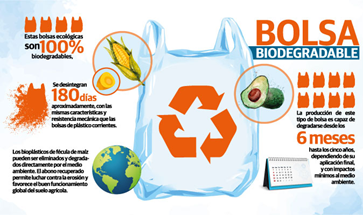 Estas bolsas ecológicas
son 100%
biodegradables.
Se desintegran
180 días
aproximadamente, con las
mismas características y
resistencia mecánica que las
bolsas de plástico corrientes.
Los bioplásticos de fécula de maíz
pueden ser eliminados y degrada-
dos directamente por el medio
ambiente. El abono recuperado
permite luchar contra la erosión y
favorece el buen funcionamiento
global del suelo agrícola.
BOLSA
BIODEGRADABLE
La producción de este
tipo de bolsa es capaz de
degradarse desde los
6 meses
hasta los cinco años,
dependiendo de su
aplicación final,
y con impactos
mínimos al medio
ambiente.